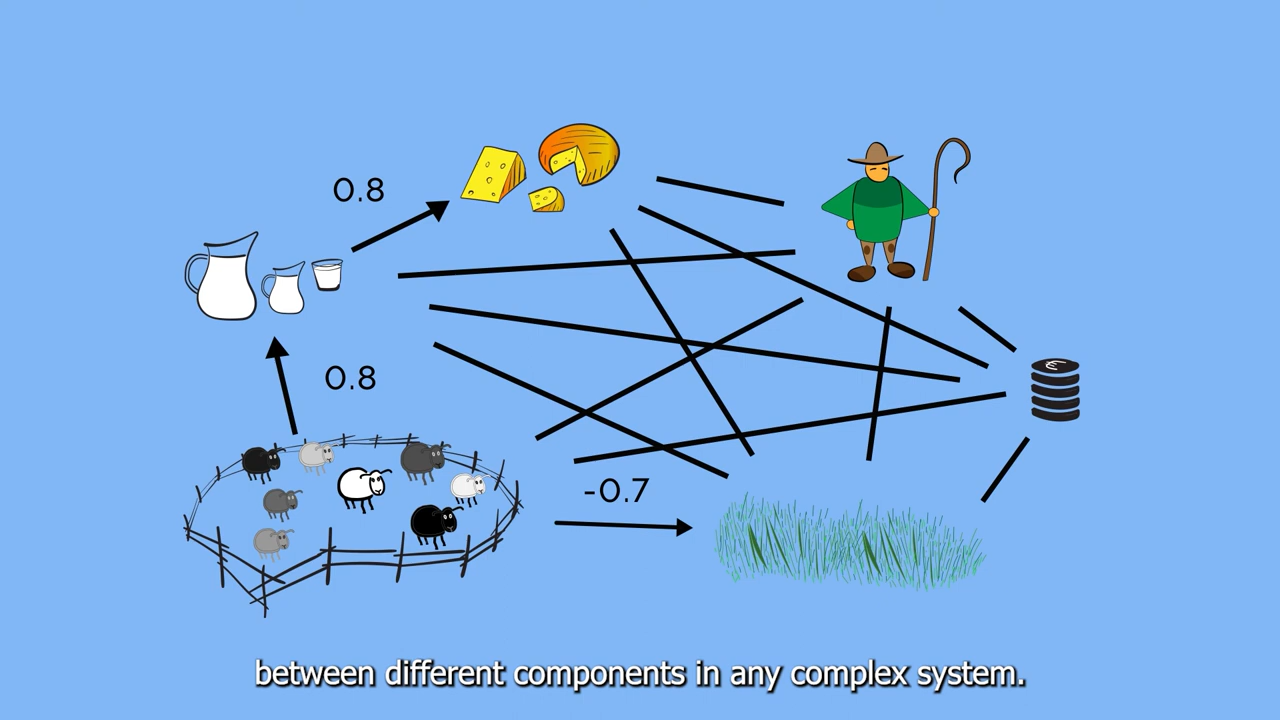 0.8
0.8
€
-0.7
between different components in any complex system.